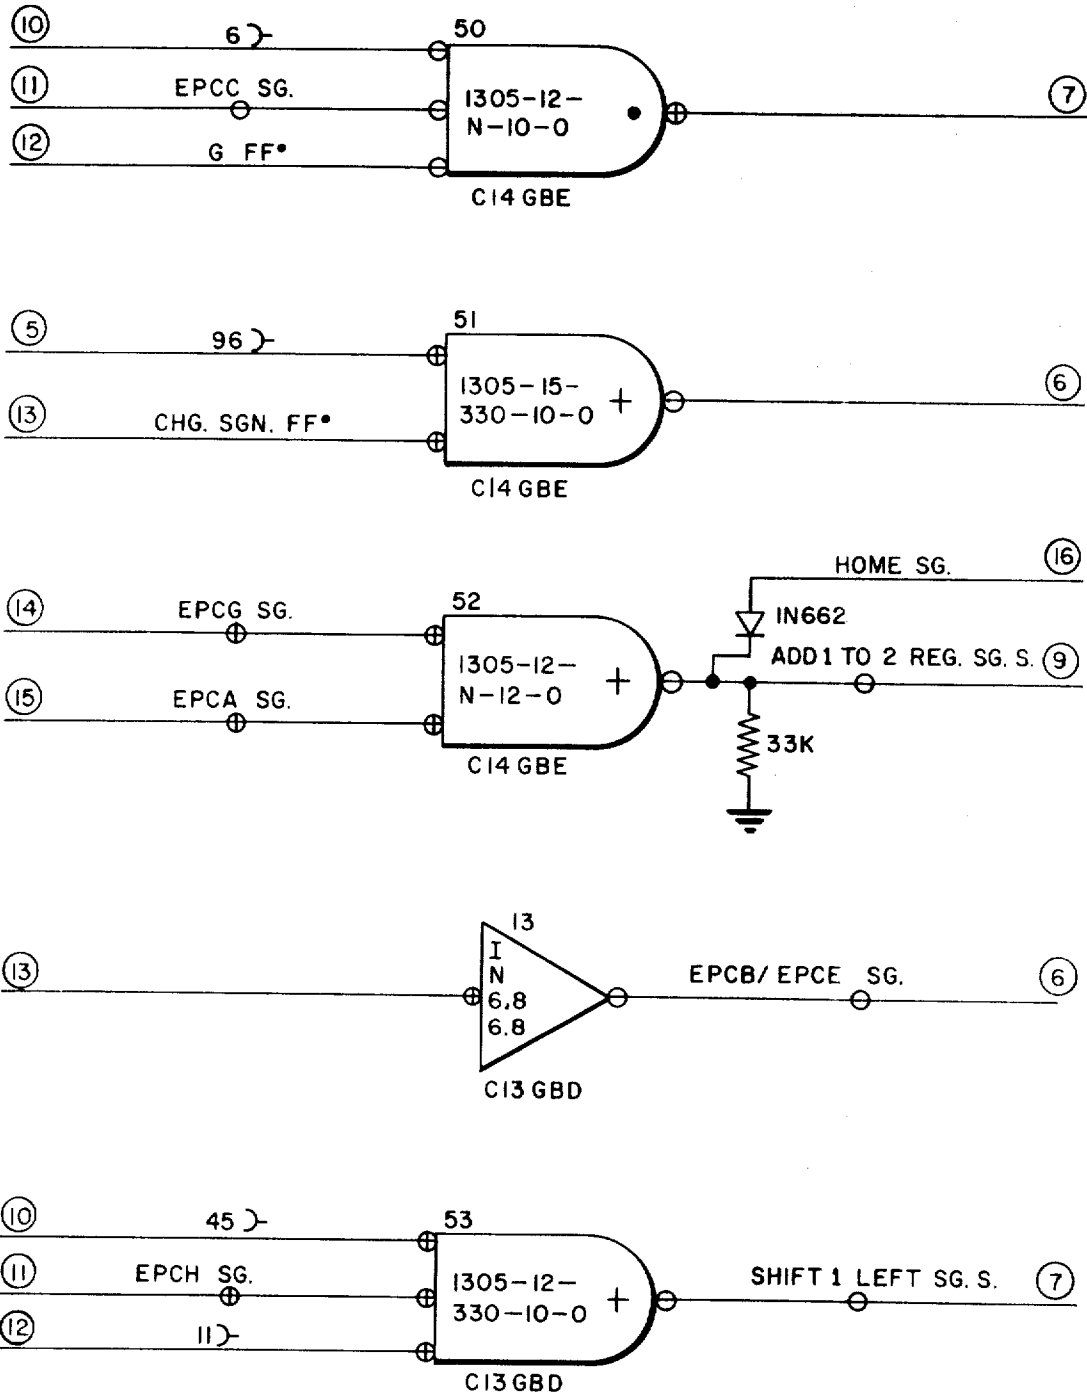 10 6 50
11 EPCC SG. 1305-12- 7
12 G FF• N-10-0
C14 GBE
5 96 51
1305-15- 6
13 CHG. SGN. FF• 330-10-0 +
C14 GBE
HOME SG. 16
14 EPCG SG. 52
IN662
1305-12- ADD 1 TO 2 REG. SG. S. 9
15 EPCA SG. N-12-0 +
33K
C14 GBE
13
13 I EPCB/EPCE SG. 6
N
6.8
6.8
C13 GBD
10 45 53
11 EPCH SG. 1305-12- SHIFT 1 LEFT SG. S. 7
12 11 330-10-0 +
C13 GBD